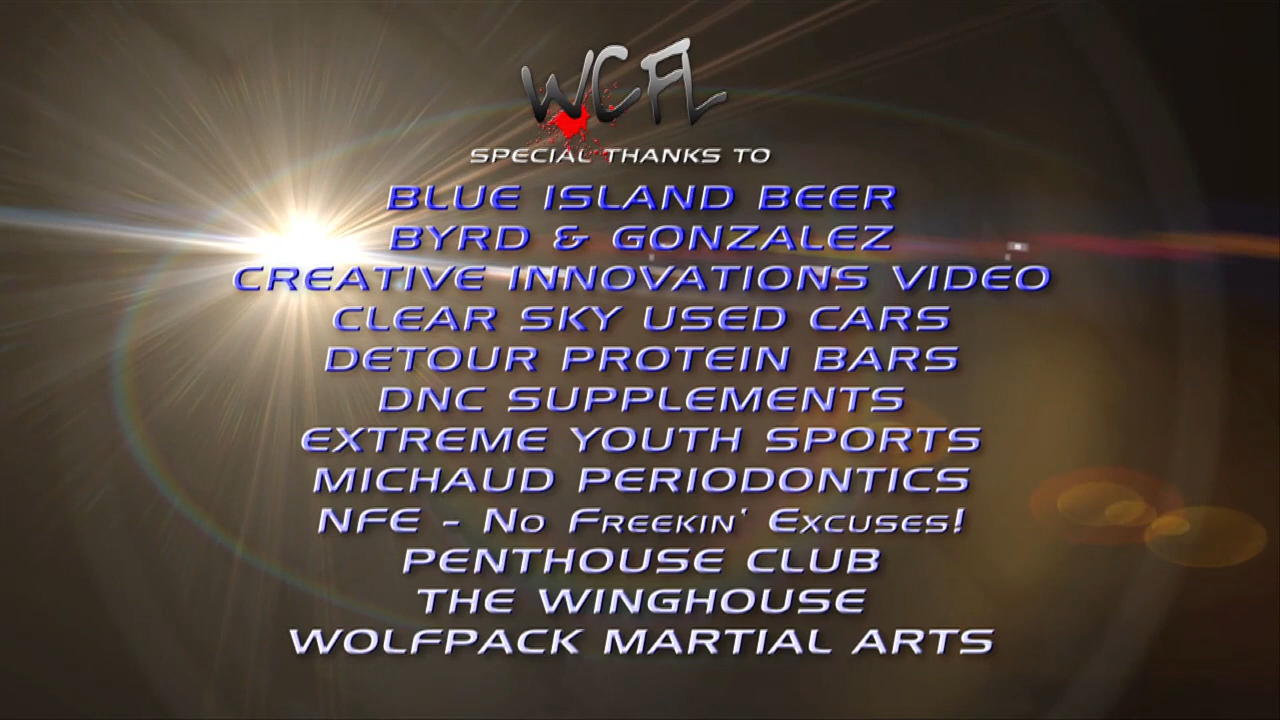 WCFL
SPECIAL THANKS TO
BLUE ISLAND BEER
BYRD & GONZALEZ
CREATIVE INNOVATIONS VIDEO
CLEAR SKY USED CARS
DETOUR PROTEIN BARS
DNC SUPPLEMENTS
EXTREME YOUTH SPORTS
MICHAUD PERIODONTICS
NFE - No Freekin' Excuses!
PENTHOUSE CLUB
THE WINGHOUSE
WOLFPACK MARTIAL ARTS